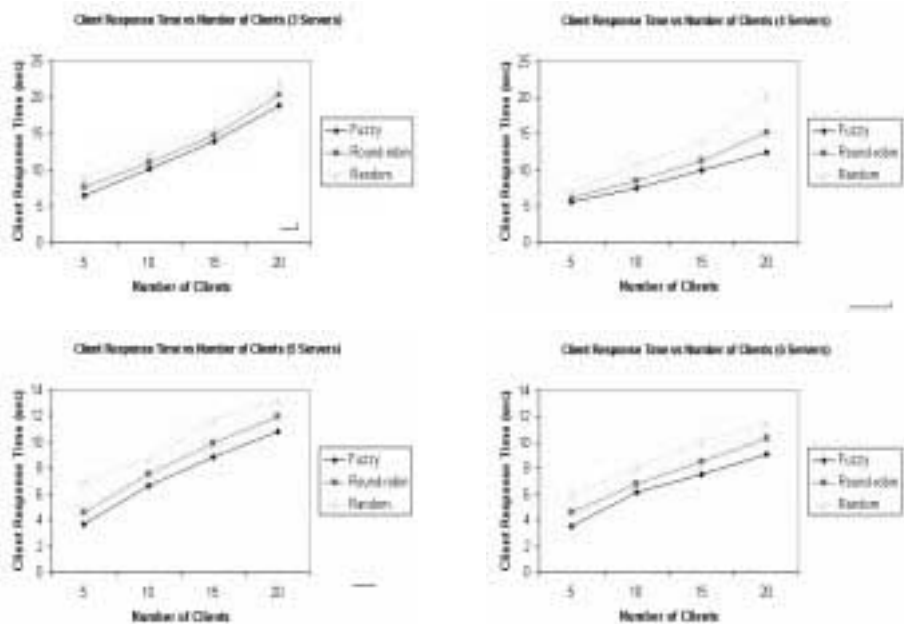 Client Response Time vs Number of Clients (3 Servers)
Client Response Time (sec)
25
20
15
10
5
0
5 10 15 20
Number of Clients
Fuzzy
Round-robin
Random
Client Response Time vs Number of Clients (4 Servers)
Client Response Time (sec)
25
20
15
10
5
0
5 10 15 20
Number of Clients
Fuzzy
Round-robin
Random
Client Response Time vs Number of Clients (5 Servers)
Client Response Time (sec)
14
12
10
8
6
4
2
0
5 10 15 20
Number of Clients
Fuzzy
Round-robin
Random
Client Response Time vs Number of Clients (6 Servers)
Client Response Time (sec)
14
12
10
8
6
4
2
0
5 10 15 20
Number of Clients
Fuzzy
Round-robin
Random